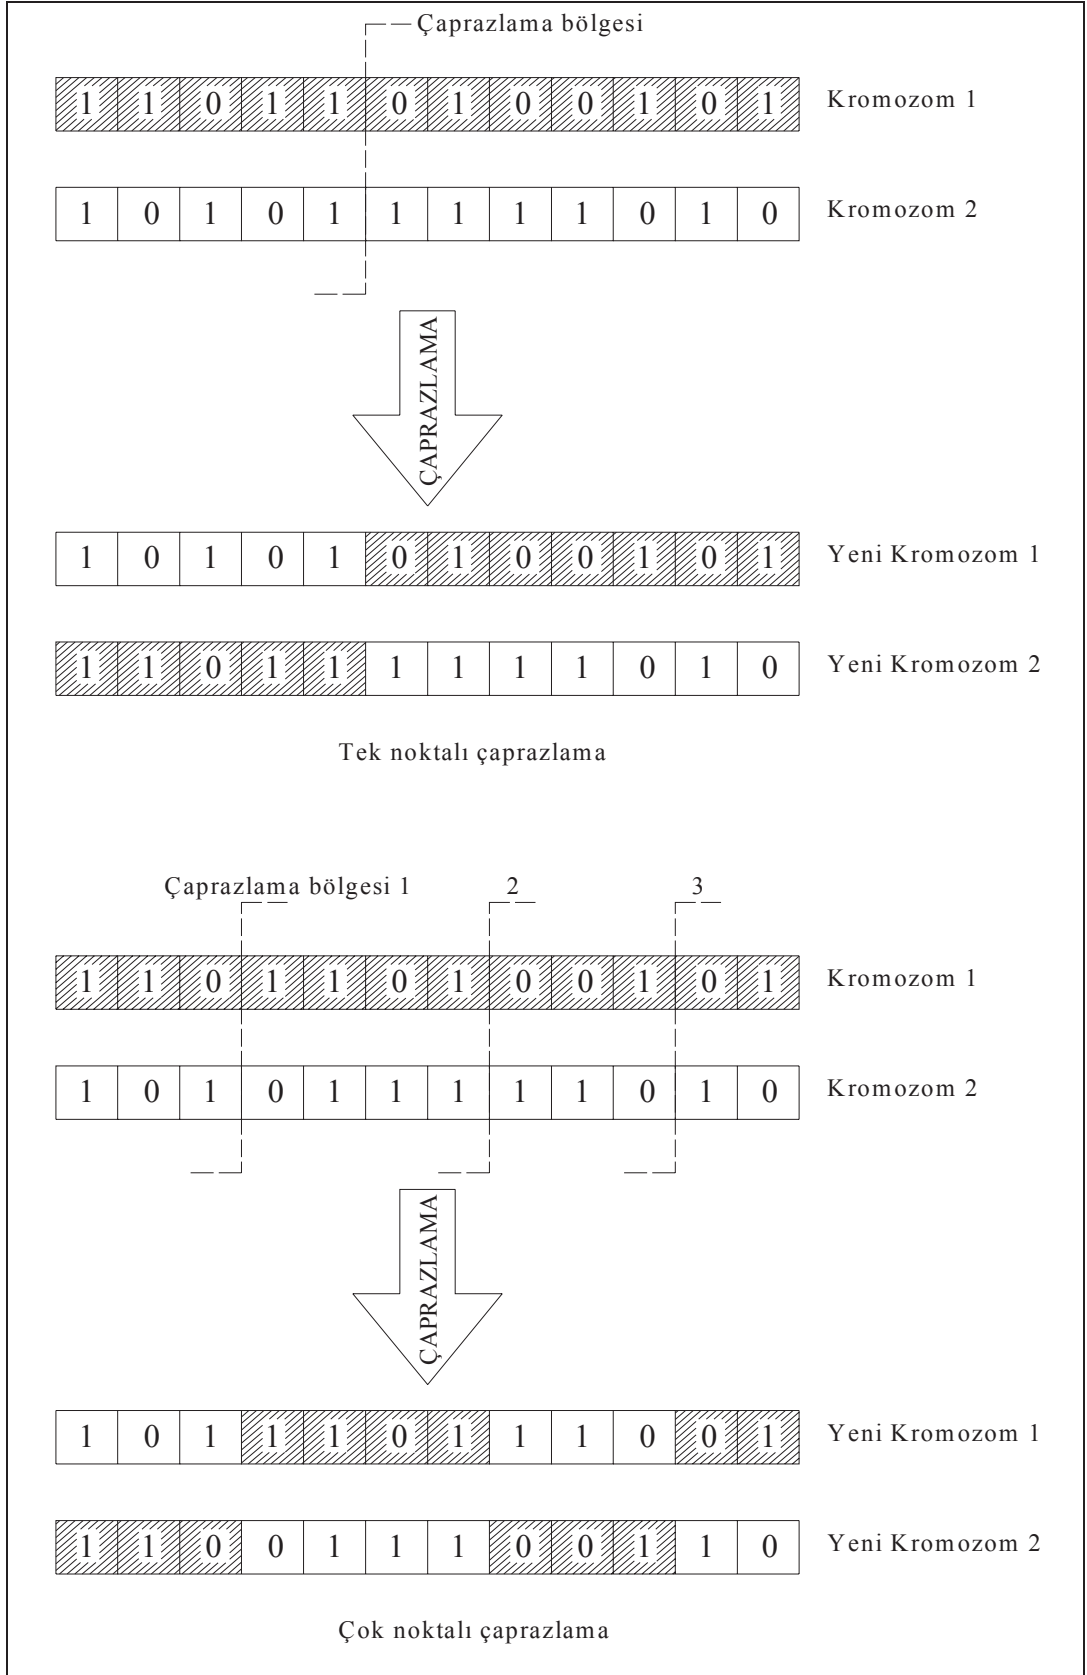 Çaprazlama bölgesi
1 1 0 1 1 0 1 0 0 1 0 1 Kromozom 1
1 0 1 0 1 1 1 1 1 0 1 0 Kromozom 2
ÇAPRAZLAMA
1 0 1 0 1 0 1 0 0 1 0 1 Yeni Kromozom 1
1 1 0 1 1 1 1 1 1 0 1 0 Yeni Kromozom 2
Tek noktalı çaprazlama
Çaprazlama bölgesi 1 2 3
1 1 0 1 1 0 1 0 0 1 0 1 Kromozom 1
1 0 1 0 1 1 1 1 1 0 1 0 Kromozom 2
ÇAPRAZLAMA
1 0 1 1 1 0 1 1 1 0 0 1 Yeni Kromozom 1
1 1 0 0 1 1 1 0 0 1 1 0 Yeni Kromozom 2
Çok noktalı çaprazlama